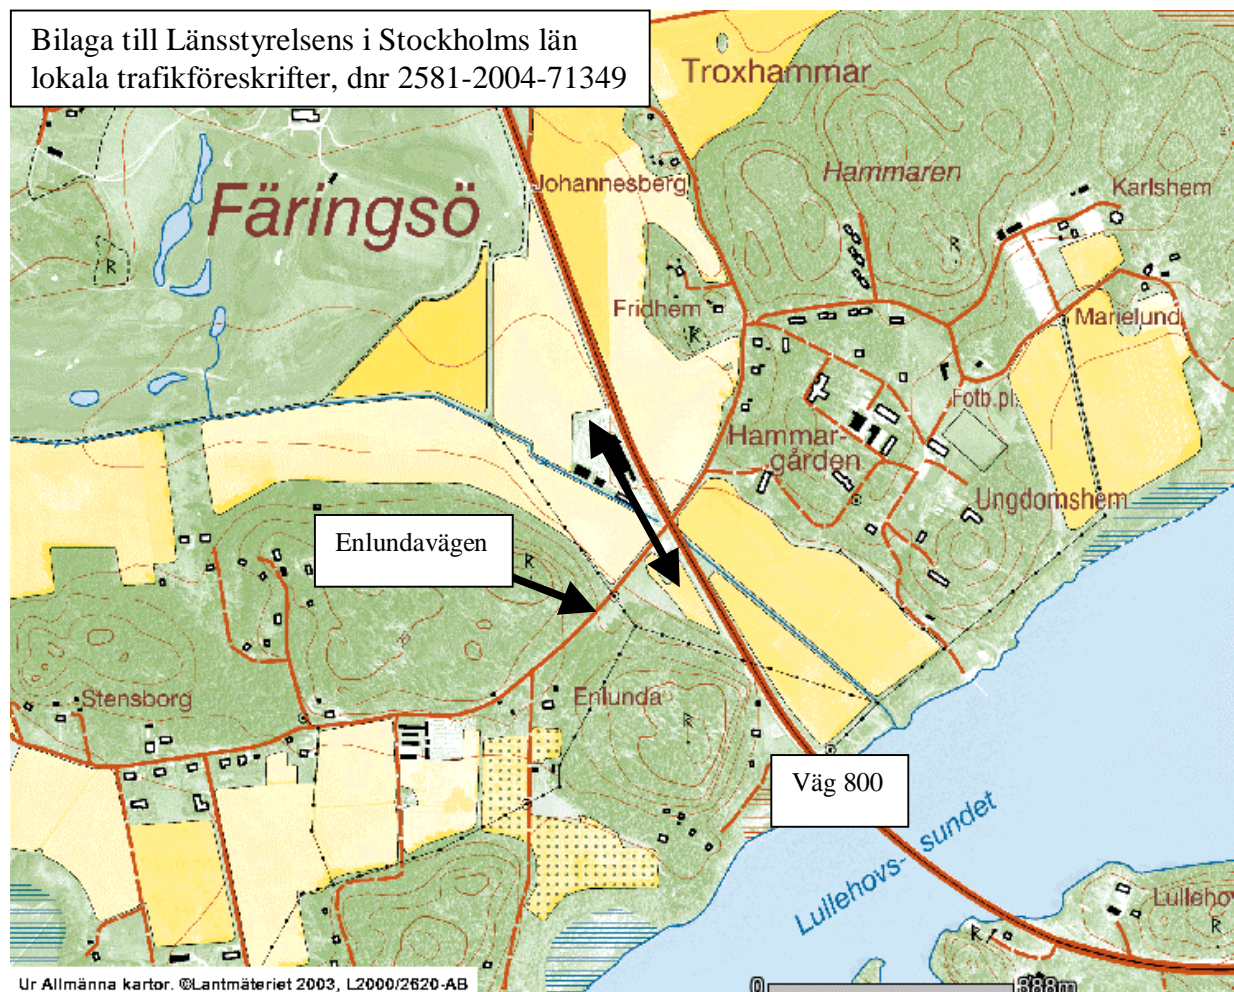 Bilaga till Länsstyrelsens i Stockholms län
lokala trafikföreskrifter, dnr 2581-2004-71349
Troxhammar
Johannesberg
Hammaren
Karlshem
Färingsö
Fridhem
R
R
R
Marielund
Fotb.pl.
Hammar-
gården
Ungdomshem
Enlundavägen
R
Stensborg
Enlunda
R
Väg 800
Lullehovs-
sundet
Lullehov
R
R
Ur Allmänna kartor. ©Lantmäteriet 2003, L2000/2620-AB
0